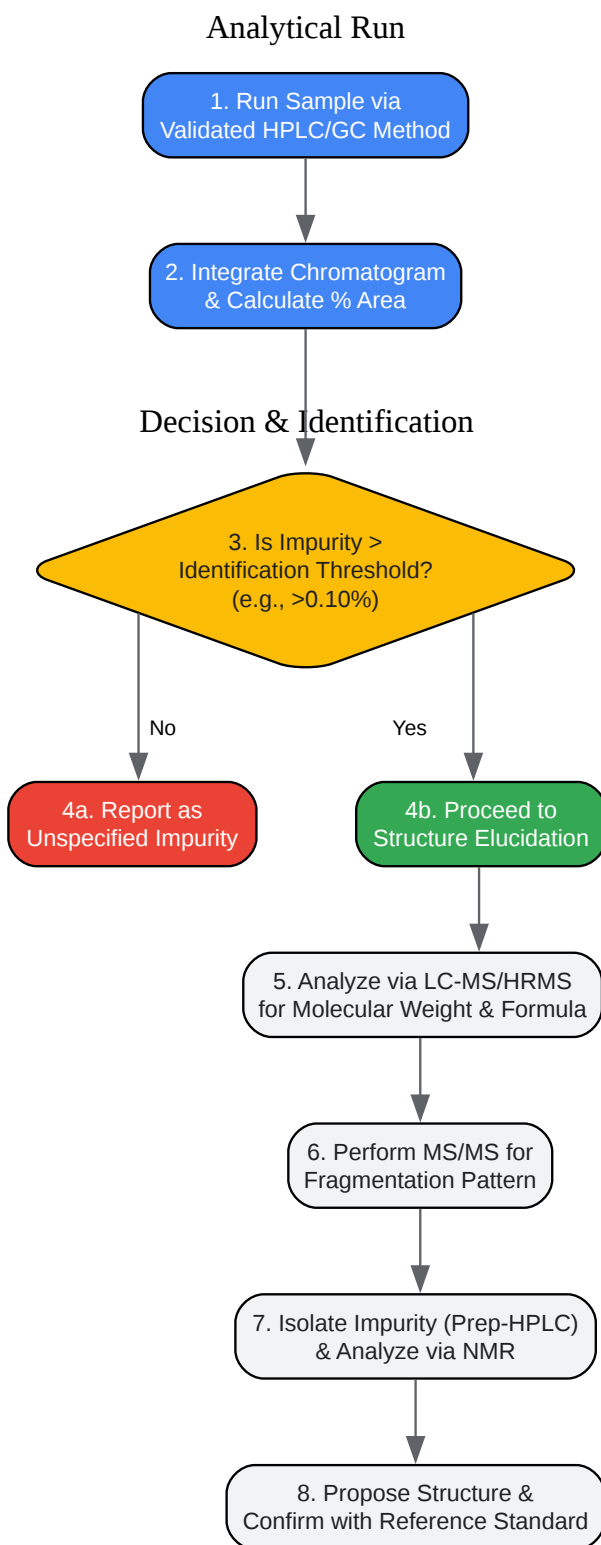 Analytical Run
1. Run Sample via
Validated HPLC/GC Method
2. Integrate Chromatogram
& Calculate % Area
Decision & Identification
3. Is Impurity >
Identification Threshold?
(e.g., >0.10%)
No
Yes
4a. Report as
Unspecified Impurity
4b. Proceed to
Structure Elucidation
5. Analyze via LC-MS/HRMS
for Molecular Weight & Formula
6. Perform MS/MS for
Fragmentation Pattern
7. Isolate Impurity (Prep-HPLC)
& Analyze via NMR
8. Propose Structure &
Confirm with Reference Standard